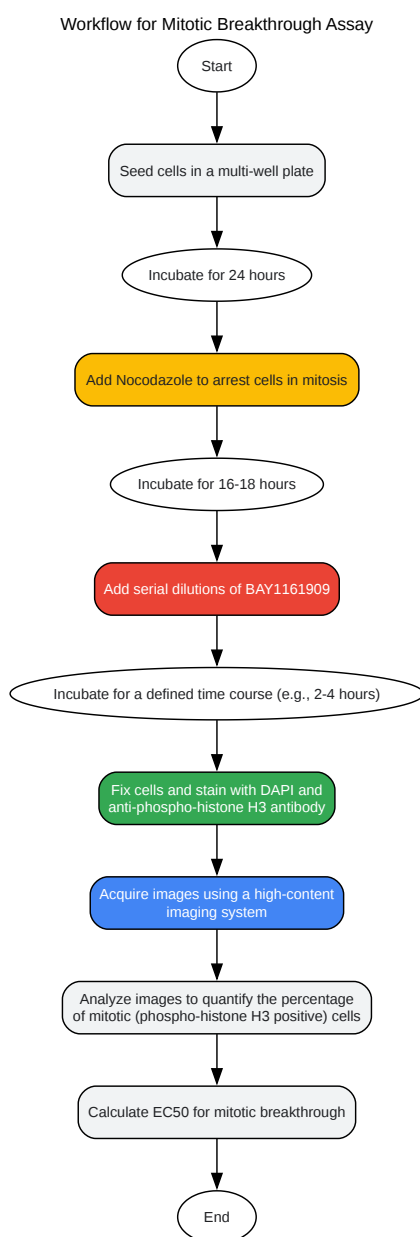 Workflow for Mitotic Breakthrough Assay
Start
Seed cells in a multi-well plate
Incubate for 24 hours
Add Nocodazole to arrest cells in mitosis
Incubate for 16-18 hours
Add serial dilutions of BAY1161909
Incubate for a defined time course (e.g., 2-4 hours)
Fix cells and stain with DAPI and
anti-phospho-histone H3 antibody
Acquire images using a high-content
imaging system
Analyze images to quantify the percentage
of mitotic (phospho-histone H3 positive) cells
Calculate EC50 for mitotic breakthrough
End